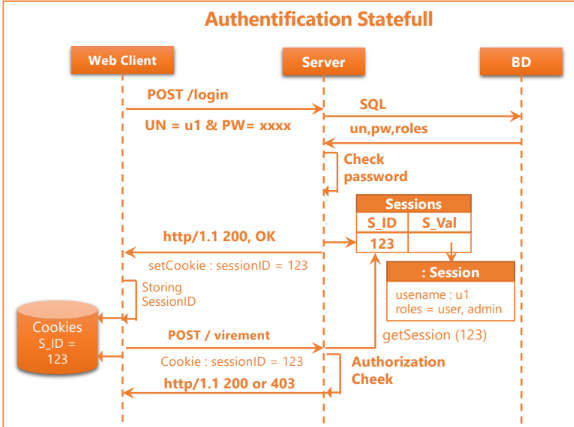 Authentification Statefull
Web Client
Server
BD
POST /login
UN = u1 & PW= xxxx
SQL
un,pw,roles
Check
password
Sessions
S_ID S_Val
123
http/1.1 200, OK
setCookie : sessionID = 123
: Session
usename : u1
roles = user, admin
Storing
SessionID
Cookies
S_ID =
123
POST / virement
Cookie : sessionID = 123
getSession (123)
Authorization
Cheek
http/1.1 200 or 403